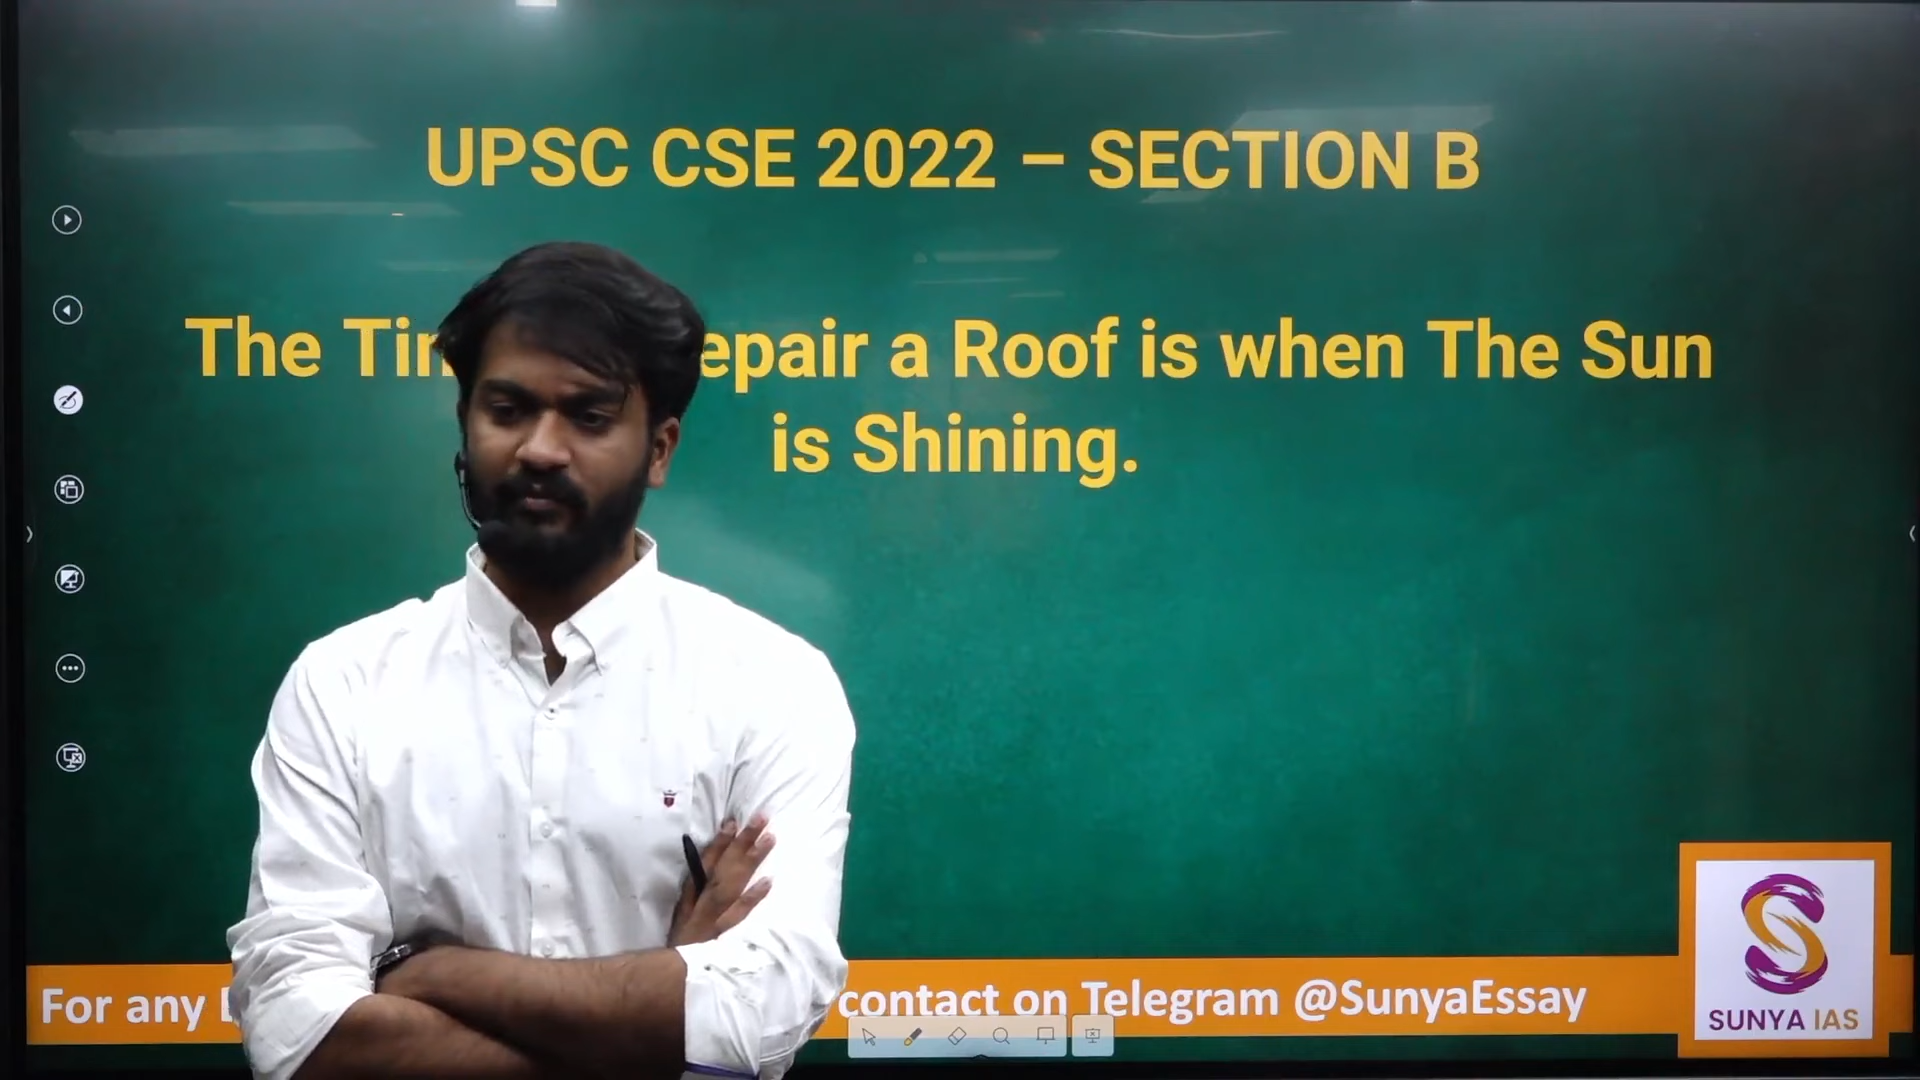 UPSC CSE 2022 – SECTION B
The Tim epair a Roof is when The Sun
is Shining.
For any contact on Telegram @SunyaEssay
SUNYA IAS